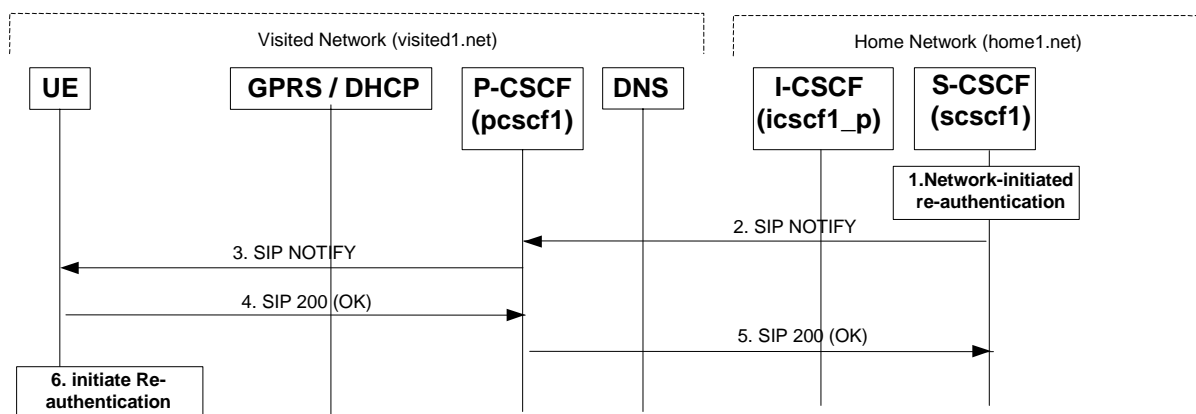 Visited Network (visited1.net)
Home Network (home1.net)
UE
GPRS / DHCP
P-CSCF
(pcscf1)
DNS
I-CSCF
(icscf1_p)
S-CSCF
(scscf1)
1.Network-initiated
re-authentication
2. SIP NOTIFY
3. SIP NOTIFY
4. SIP 200 (OK)
5. SIP 200 (OK)
6. initiate Re-
authentication